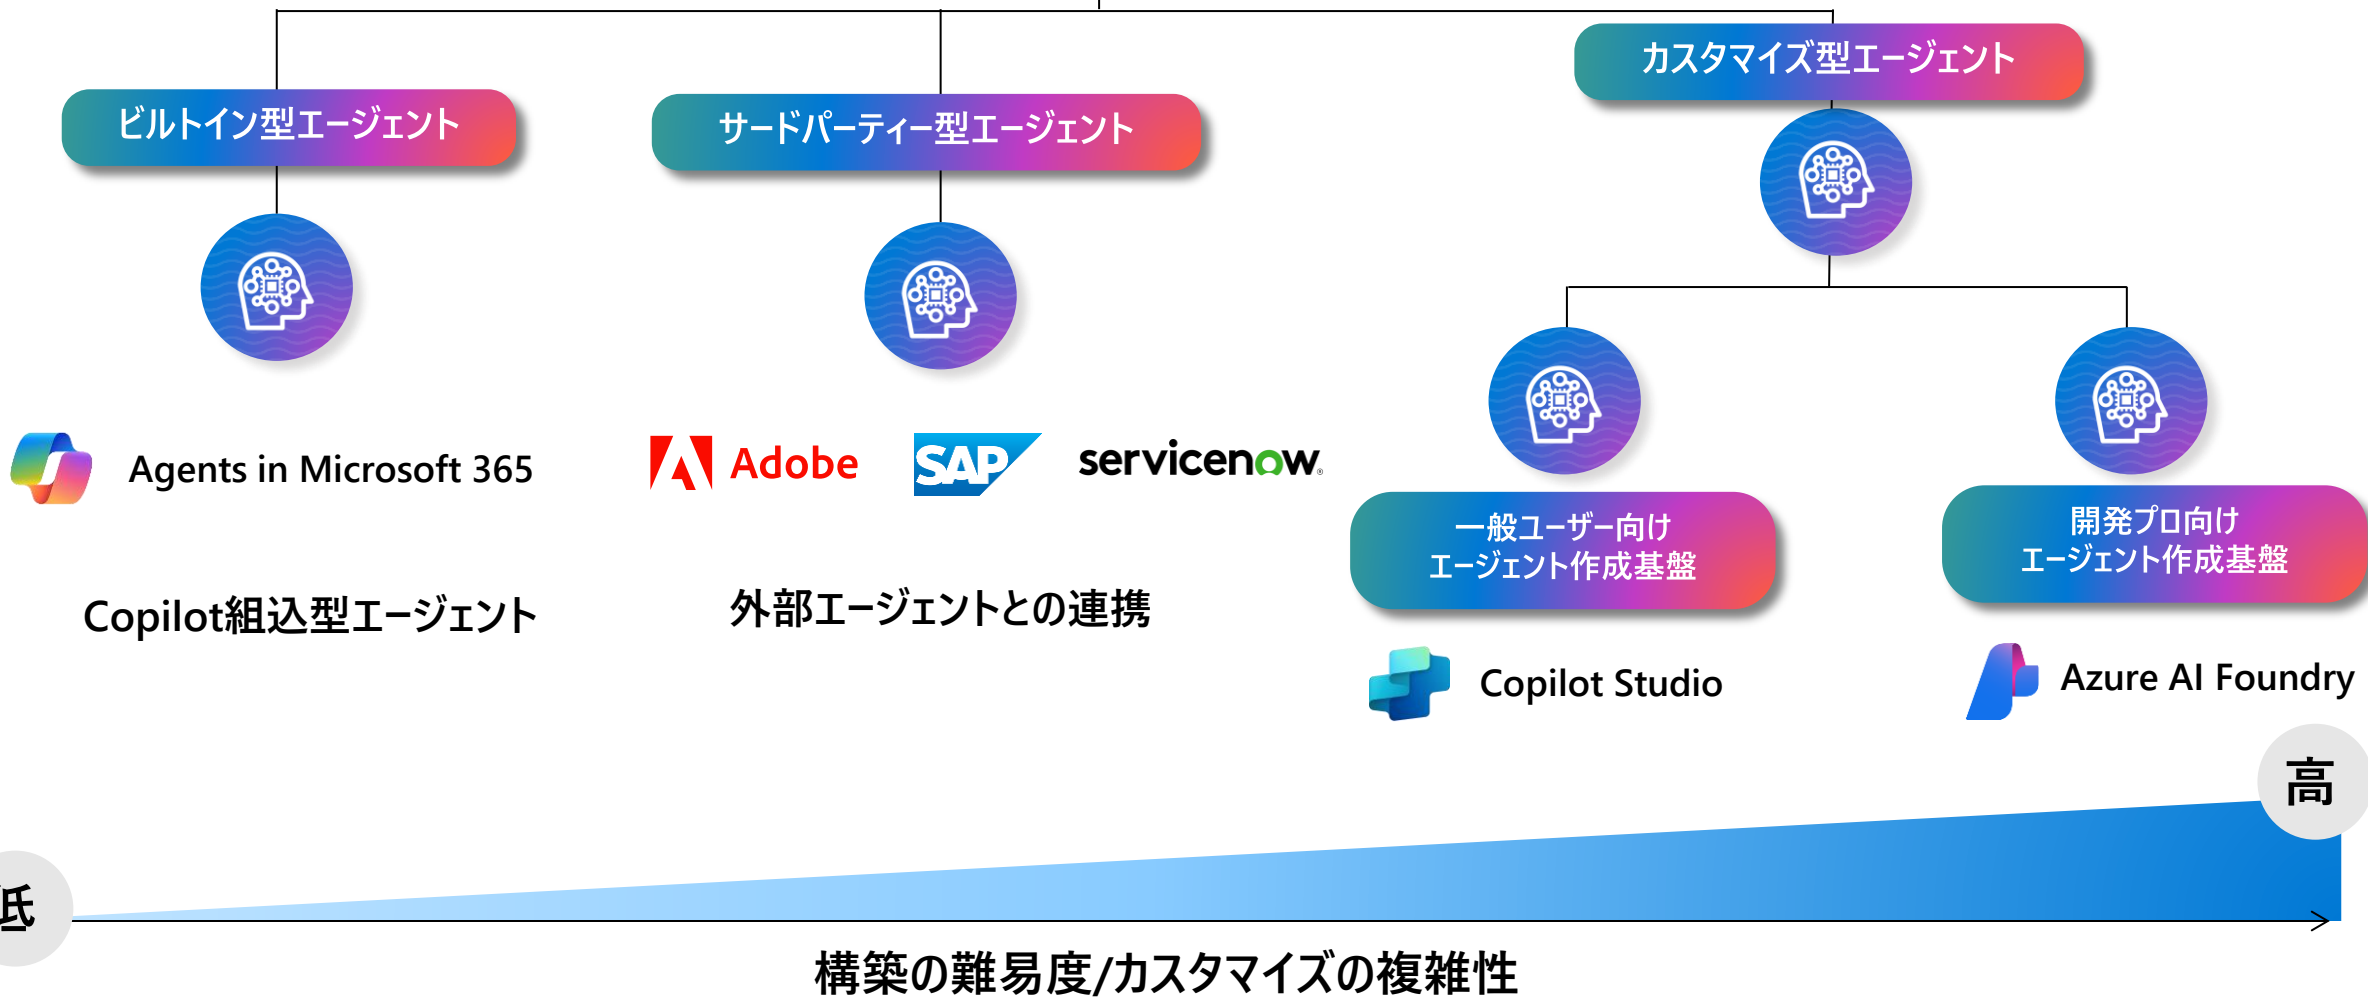 カスタマイズ型エージェント
ビルトイン型エージェント
サードパーティー型エージェント
Agents in Microsoft 365
Adobe
SAP
servicenow
一般ユーザー向け
エージェント作成基盤
開発プロ向け
エージェント作成基盤
Copilot組込型エージェント
外部エージェントとの連携
Copilot Studio
Azure AI Foundry
高
低
構築の難易度/カスタマイズの複雑性